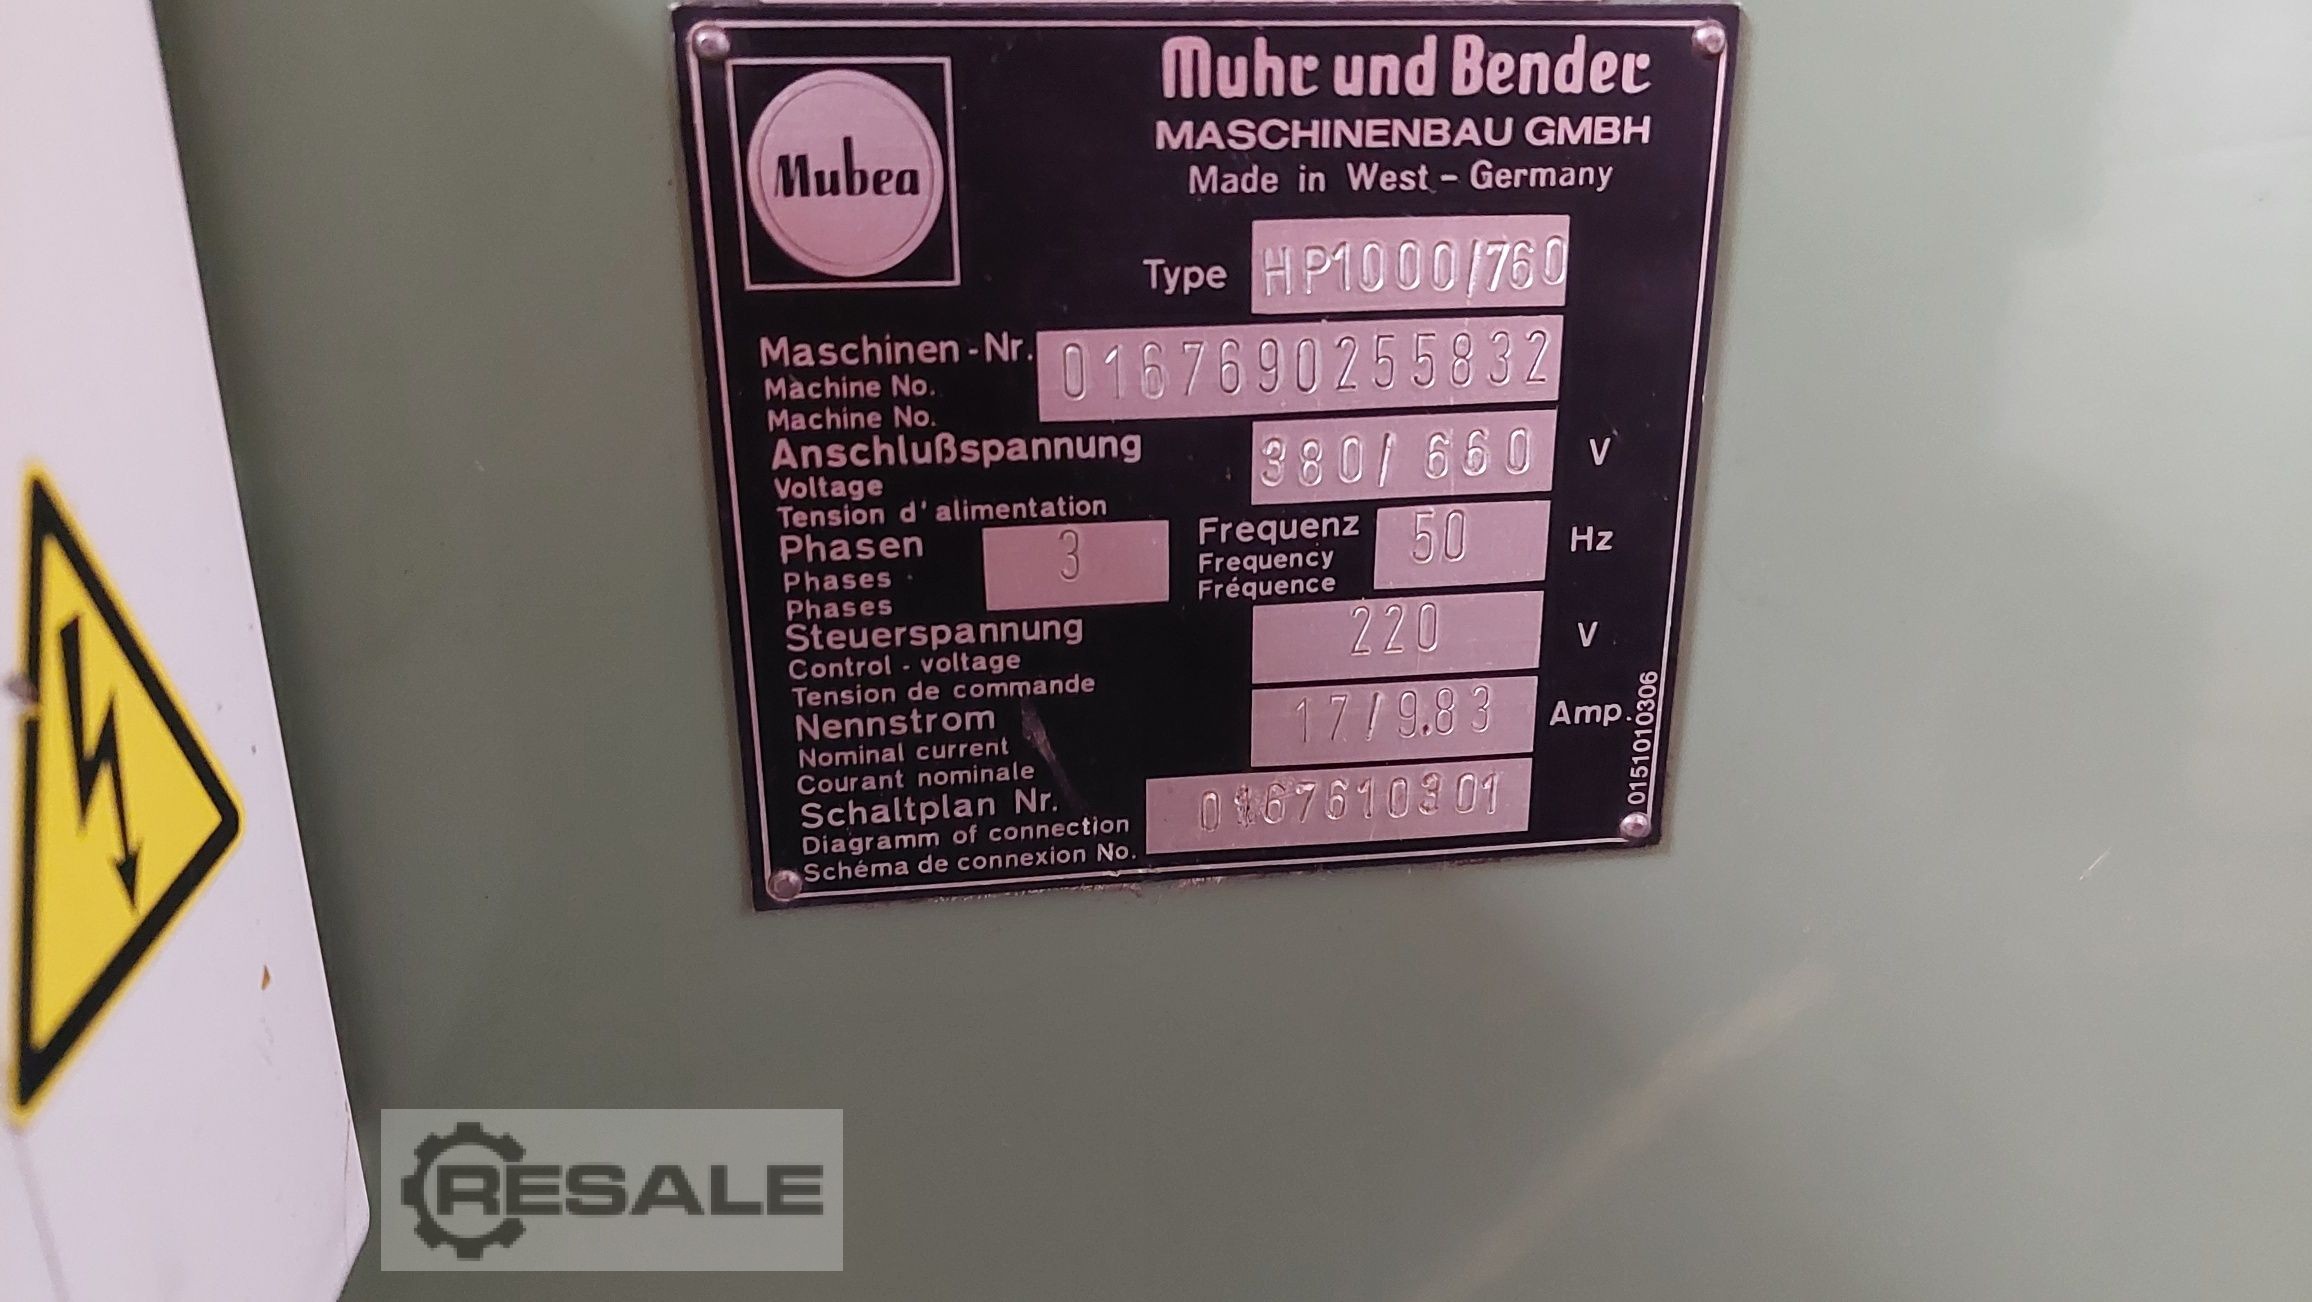 Mubea
Muhr und Bender
MASCHINENBAU GMBH
Made in West - Germany
Type HP1000/760
Maschinen-Nr. 0167690255832
Machine No.
Machine No.
Anschlußspannung 380/660 V
Voltage
Tension d'alimentation
Phasen 3 Frequenz 50 Hz
Phases Frequency
Phases Fréquence
Steuerspannung 220 V
Control - voltage
Tension de commande
Nennstrom 17/9.83 Amp.
Nominal current
Courant nominale
Schaltplan Nr. 0167610301
Diagramm of connection
Schéma de connexion No.
0151010306
RESALE